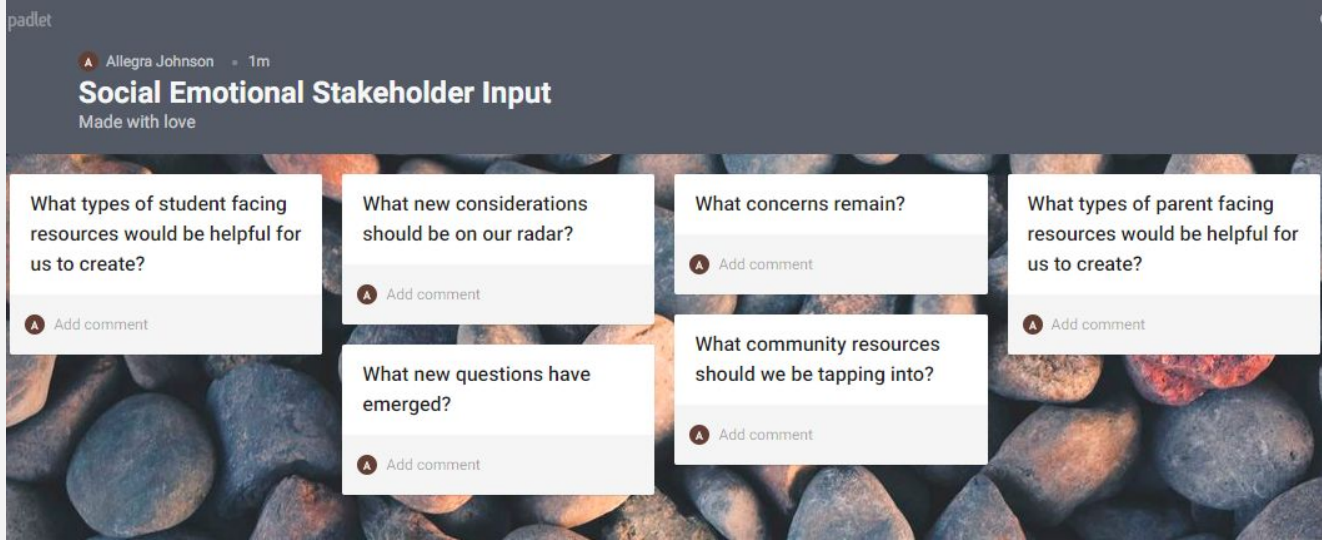 padlet
A Allegra Johnson • 1m
Social Emotional Stakeholder Input
Made with love
What types of student facing
resources would be helpful for
us to create?
A Add comment
What new considerations
should be on our radar?
A Add comment
What new questions have
emerged?
A Add comment
What concerns remain?
A Add comment
What community resources
should we be tapping into?
A Add comment
What types of parent facing
resources would be helpful for
us to create?
A Add comment